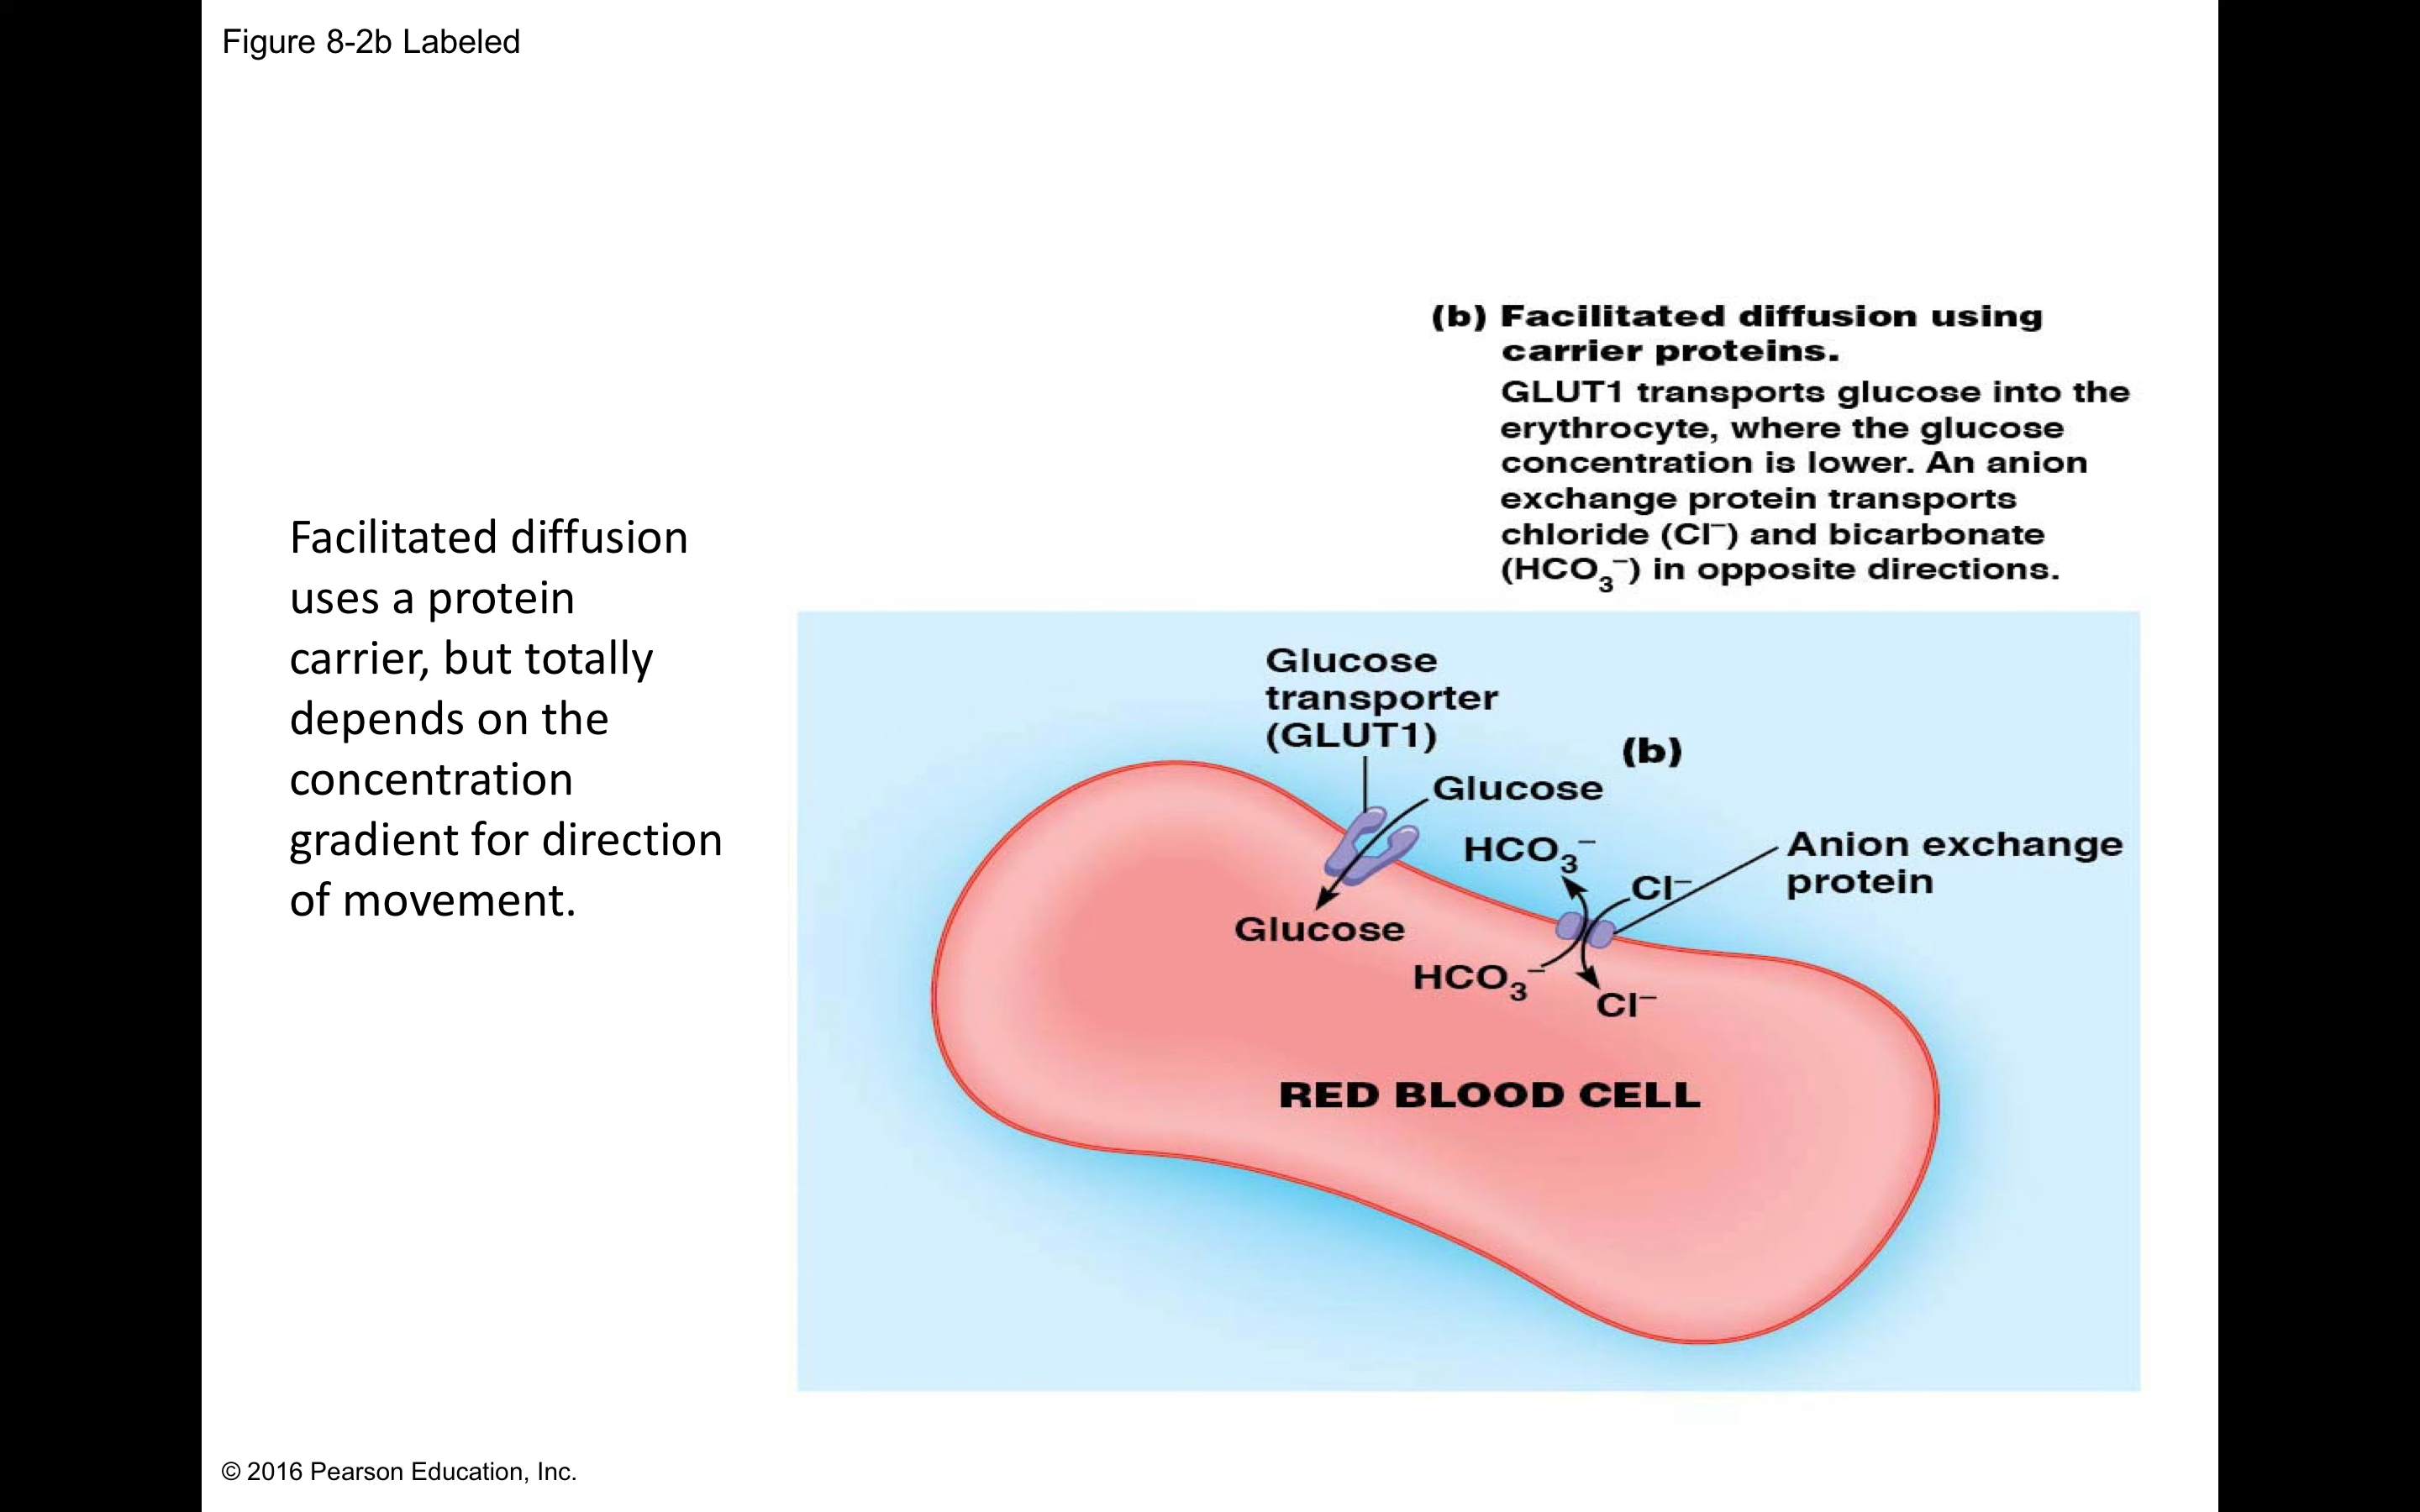 Figure 8-2b Labeled
Facilitated diffusion
uses a protein
carrier, but totally
depends on the
concentration
gradient for direction
of movement.
(b) Facilitated diffusion using
carrier proteins.
GLUT1 transports glucose into the
erythrocyte, where the glucose
concentration is lower. An anion
exchange protein transports
chloride (Cl⁻) and bicarbonate
(HCO₃⁻) in opposite directions.
Glucose
transporter
(GLUT1)
(b)
Glucose
HCO₃⁻
Anion exchange
protein
Cl⁻
Glucose
HCO₃⁻
Cl⁻
RED BLOOD CELL
© 2016 Pearson Education, Inc.